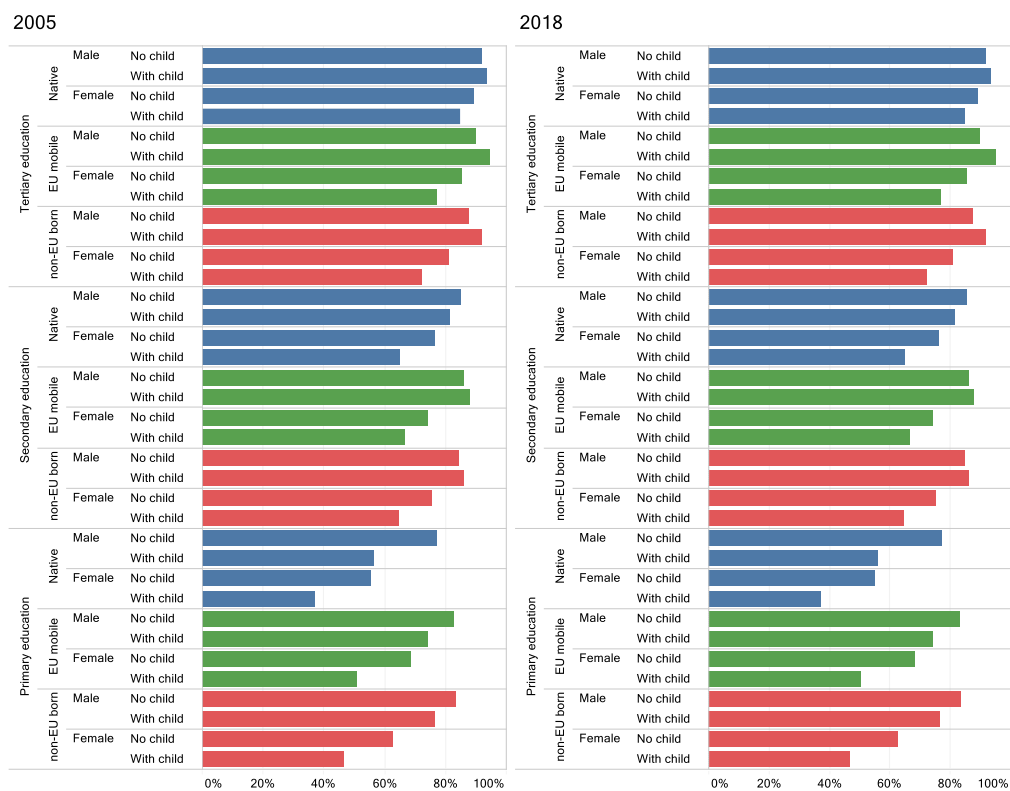 2005
Tertiary education
Native
Male
No child
With child
Female
No child
With child
EU mobile
Male
No child
With child
Female
No child
With child
non-EU born
Male
No child
With child
Female
No child
With child
Secondary education
Native
Male
No child
With child
Female
No child
With child
EU mobile
Male
No child
With child
Female
No child
With child
non-EU born
Male
No child
With child
Female
No child
With child
Primary education
Native
Male
No child
With child
Female
No child
With child
EU mobile
Male
No child
With child
Female
No child
With child
non-EU born
Male
No child
With child
Female
No child
With child
0% 20% 40% 60% 80% 100%
2018
Tertiary education
Native
Male
No child
With child
Female
No child
With child
EU mobile
Male
No child
With child
Female
No child
With child
non-EU born
Male
No child
With child
Female
No child
With child
Secondary education
Native
Male
No child
With child
Female
No child
With child
EU mobile
Male
No child
With child
Female
No child
With child
non-EU born
Male
No child
With child
Female
No child
With child
Primary education
Native
Male
No child
With child
Female
No child
With child
EU mobile
Male
No child
With child
Female
No child
With child
non-EU born
Male
No child
With child
Female
No child
With child
0% 20% 40% 60% 80% 100%